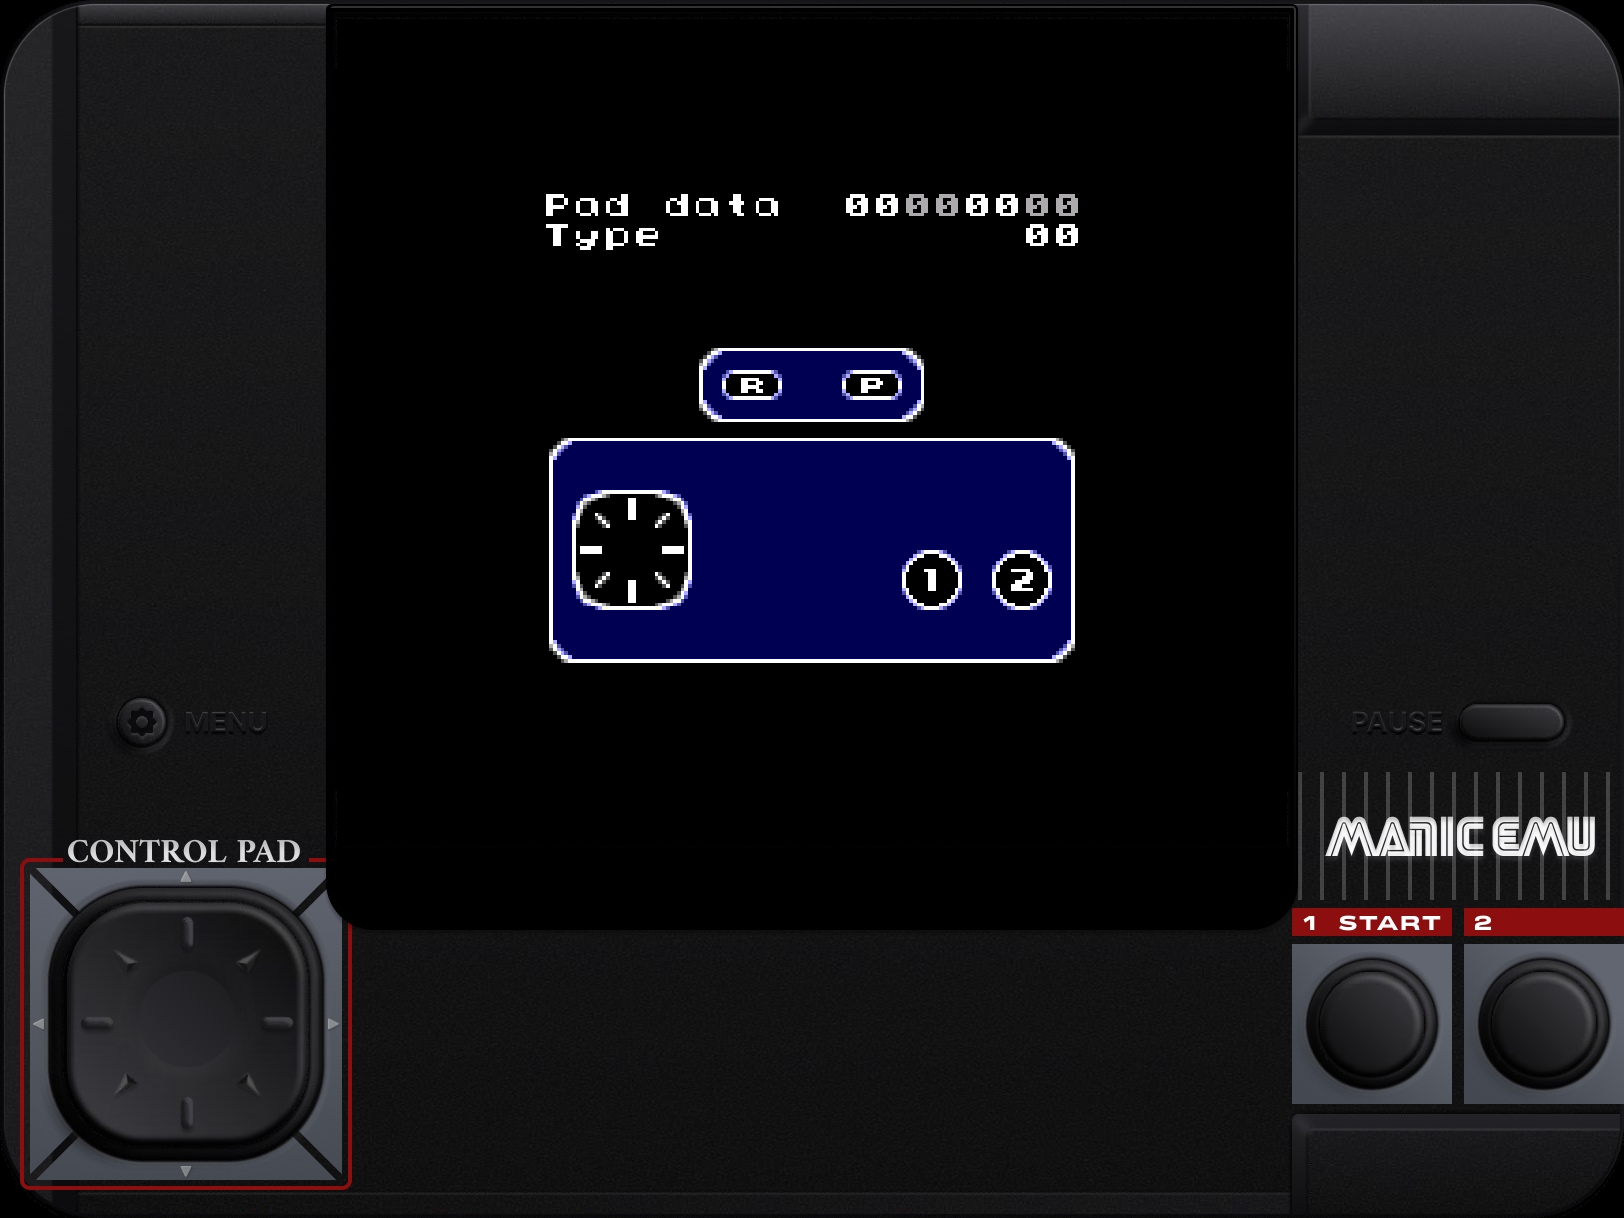 Pad data 00000000
Type 00
R P
1 2
MENU
PAUSE
MANIC EMU
CONTROL PAD
1 START 2